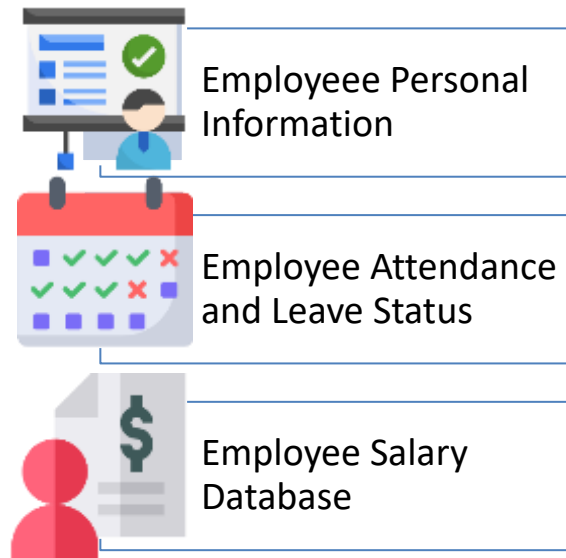 Employeee Personal
Information
Employee Attendance
and Leave Status
$
Employee Salary
Database